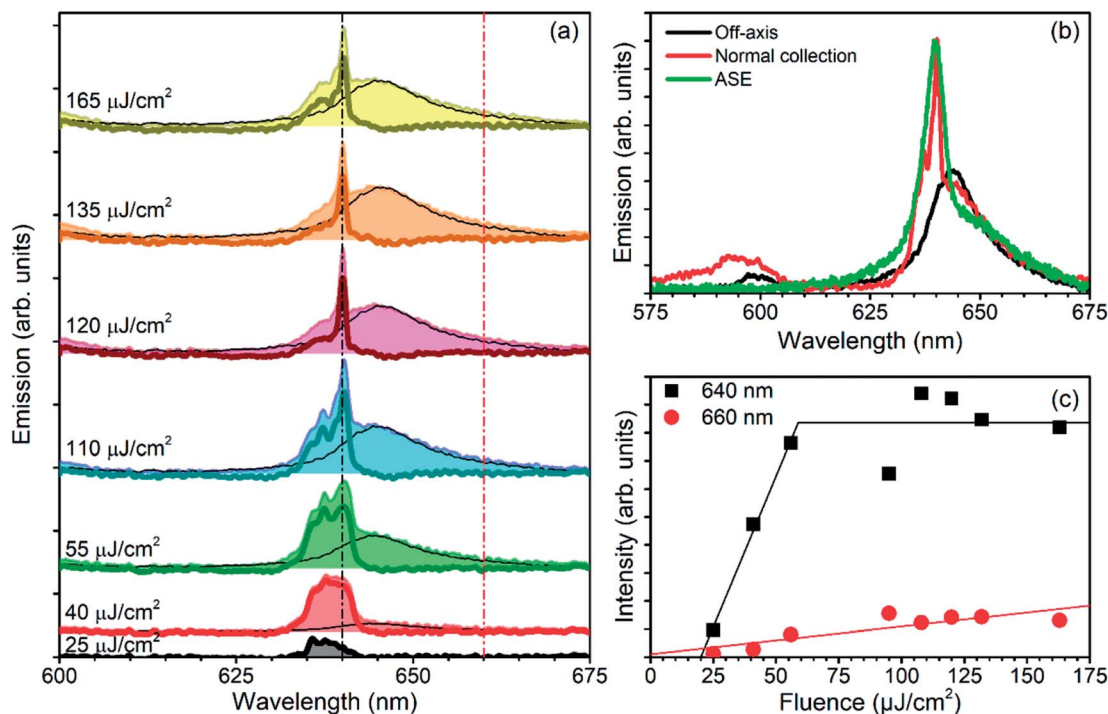 (a)
165 µJ/cm²
135 µJ/cm²
120 µJ/cm²
110 µJ/cm²
55 µJ/cm²
40 µJ/cm²
25 µJ/cm²
Emission (arb. units)
600 625 650 675
Wavelength (nm)
(b)
Off-axis
Normal collection
ASE
Emission (arb. units)
575 600 625 650 675
Wavelength (nm)
(c)
640 nm
660 nm
Intensity (arb. units)
0 25 50 75 100 125 150 175
Fluence (µJ/cm²)